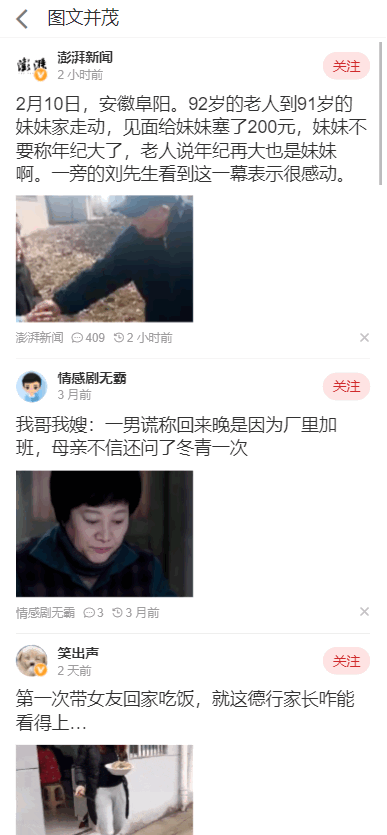 图文并茂
澎湃
澎湃新闻
2 小时前
关注
2月10日，安徽阜阳。92岁的老人到91岁的
妹妹家走动，见面给妹妹塞了200元，妹妹不
要称年纪大了，老人说年纪再大也是妹妹
啊。一旁的刘先生看到这一幕表示很感动。
澎湃新闻 409 2 小时前
情感剧无霸
3 月前
关注
我哥我嫂：一男谎称回来晚是因为厂里加
班，母亲不信还问了冬青一次
情感剧无霸 3 3 月前
笑出声
2 天前
关注
第一次带女友回家吃饭，就这德行家长咋能
看得上...